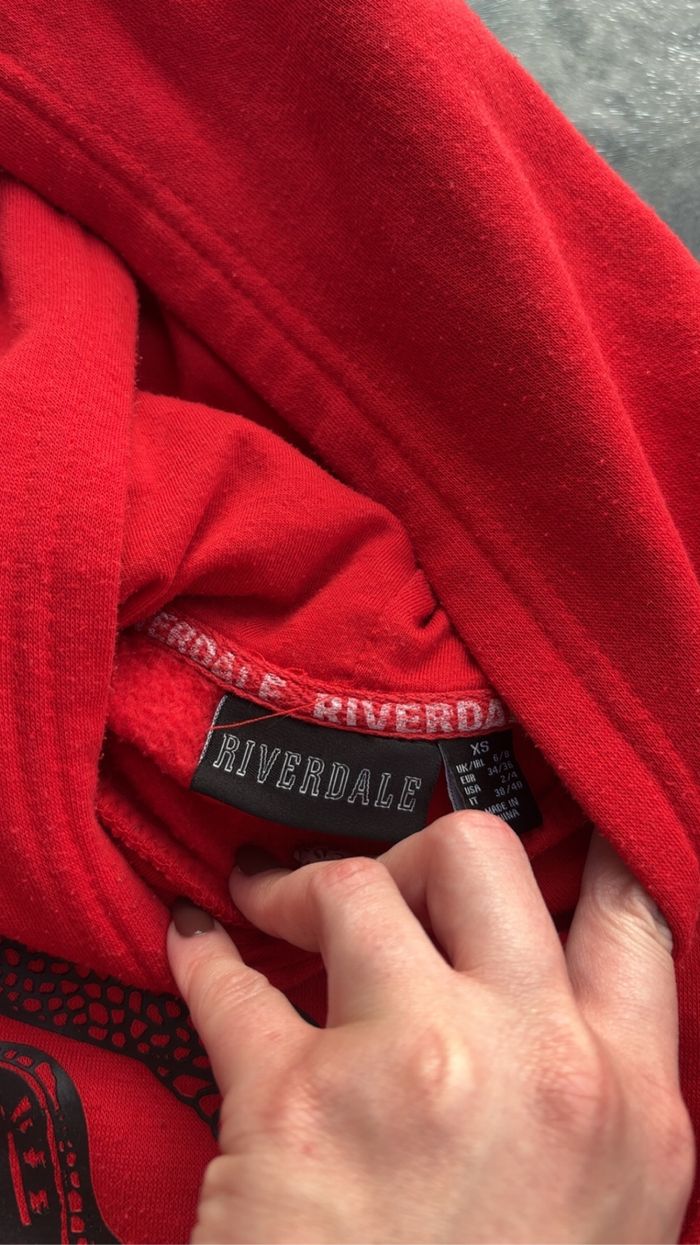 ERDALE RIVERDA
RIVERDALE
XS
UK/IRL 6/8
EUR 34/36
USA 2/4
IT 38/40
MADE IN
CHINA